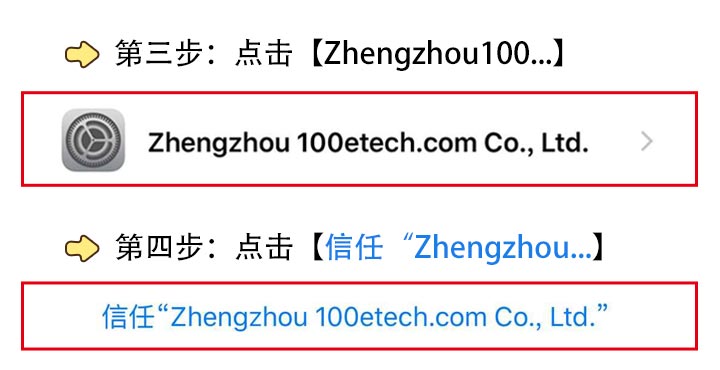 第三步：点击【Zhengzhou100...】
Zhengzhou 100etech.com Co., Ltd.
第四步：点击【信任“Zhengzhou...】
信任“Zhengzhou 100etech.com Co., Ltd.”